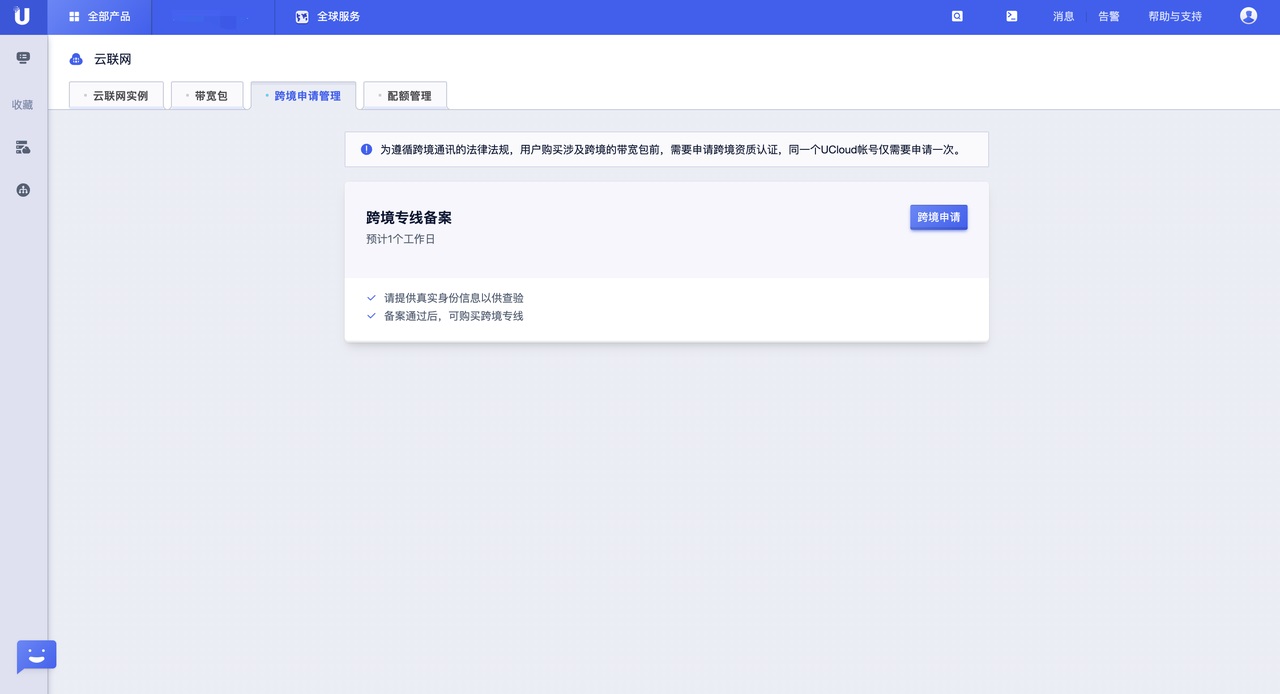 全部产品
全球服务
消息
告警
帮助与支持
收藏
云联网
云联网实例
带宽包
跨境申请管理
配额管理
为遵循跨境通讯的法律法规，用户购买涉及跨境的带宽包前，需要申请跨境资质认证，同一个UCloud帐号仅需要申请一次。
跨境专线备案
跨境申请
预计1个工作日
请提供真实身份信息以供查验
备案通过后，可购买跨境专线